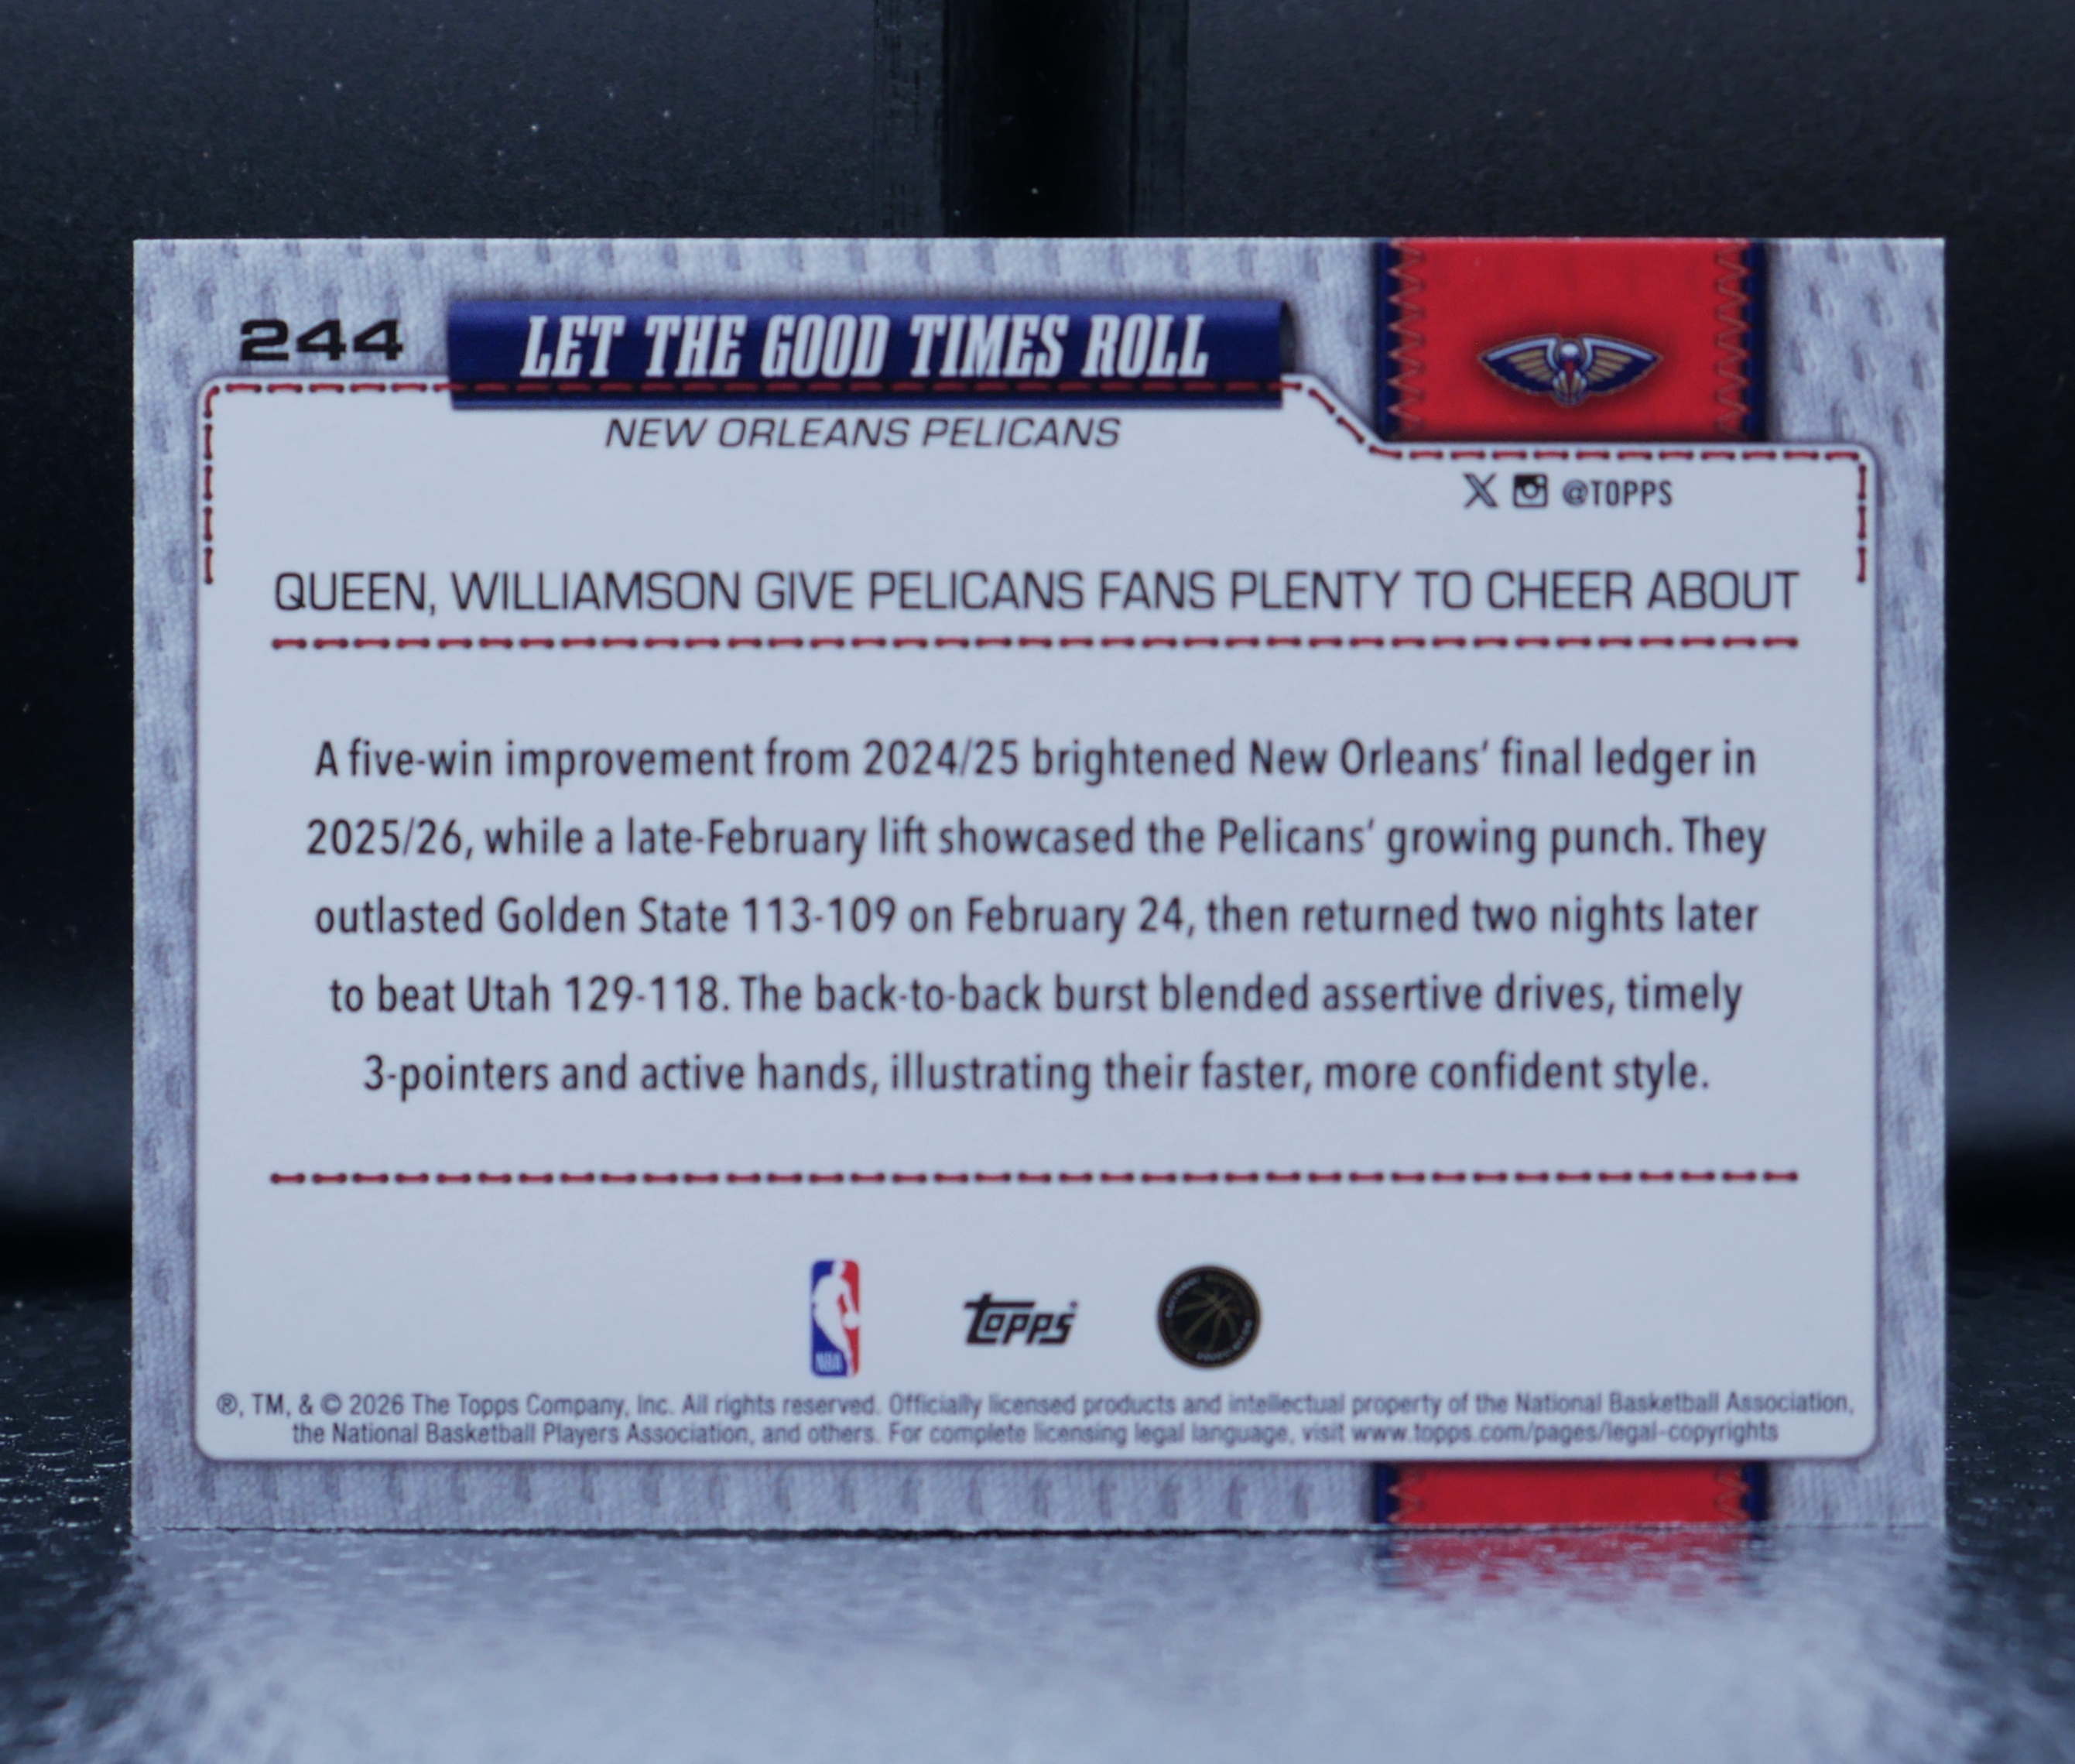 244
LET THE GOOD TIMES ROLL
NEW ORLEANS PELICANS
@TOPPS
QUEEN, WILLIAMSON GIVE PELICANS FANS PLENTY TO CHEER ABOUT
A five-win improvement from 2024/25 brightened New Orleans' final ledger in
2025/26, while a late-February lift showcased the Pelicans' growing punch. They
outlasted Golden State 113-109 on February 24, then returned two nights later
to beat Utah 129-118. The back-to-back burst blended assertive drives, timely
3-pointers and active hands, illustrating their faster, more confident style.
NBA
Topps
®, TM, & © 2026 The Topps Company, Inc. All rights reserved. Officially licensed products and intellectual property of the National Basketball Association,
the National Basketball Players Association, and others. For complete licensing legal language, visit www.topps.com/pages/legal-copyrights